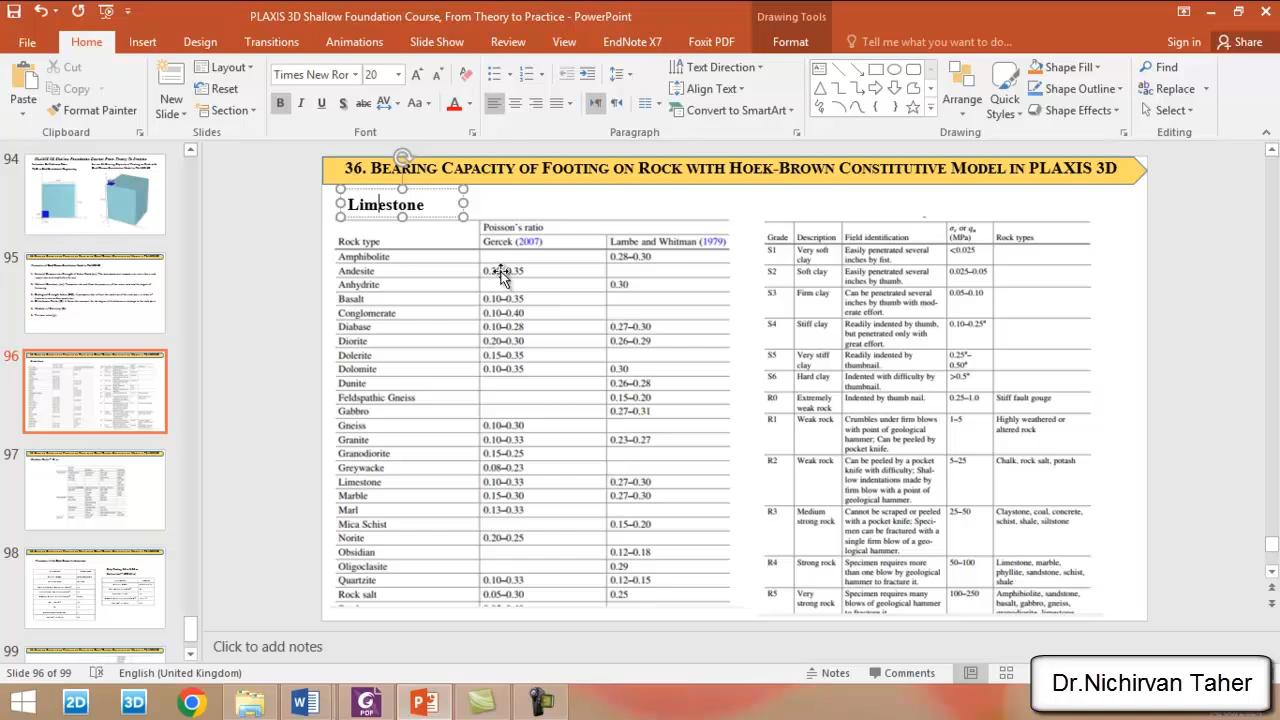 PLAXIS 3D Shallow Foundation Course, From Theory to Practice - PowerPoint
Drawing Tools
File
Home
Insert
Design
Transitions
Animations
Slide Show
Review
View
EndNote X7
Foxit PDF
Format
Tell me what you want to do...
Sign in
Share
Paste
Cut
Copy
Format Painter
Clipboard
New Slide
Layout
Reset
Section
Slides
Times New Ror
20
Font
Text Direction
Align Text
Convert to SmartArt
Paragraph
Arrange
Quick Styles
Shape Fill
Shape Outline
Shape Effects
Drawing
Find
Replace
Select
Editing
94
95
96
97
98
99
36. BEARING CAPACITY OF FOOTING ON ROCK WITH HOEK-BROWN CONSTITUTIVE MODEL IN PLAXIS 3D
Limestone
Poisson's ratio
Rock type Gercek (2007) Lambe and Whitman (1979)
Amphibolite 0.28–0.30
Andesite
Anhydrite 0.30
Basalt 0.10–0.35
Conglomerate 0.10–0.40
Diabase 0.10–0.28 0.27–0.30
Diorite 0.20–0.30 0.26–0.29
Dolerite 0.15–0.35
Dolomite 0.10–0.35 0.30
Dunite 0.26–0.28
Feldspathic Gneiss 0.15–0.20
Gabbro 0.27–0.31
Gneiss 0.10–0.30
Granite 0.10–0.33 0.23–0.27
Granodiorite 0.15–0.25
Greywacke 0.08–0.23
Limestone 0.10–0.33 0.27–0.30
Marble 0.15–0.30 0.27–0.30
Marl 0.13–0.33
Mica Schist 0.15–0.20
Norite 0.20–0.25
Obsidian 0.12–0.18
Oligoclasite 0.29
Quartzite 0.10–0.33 0.12–0.15
Rock salt 0.05–0.30 0.25
Grade Description Field identification σc or qu (MPa) Rock types
S1 Very soft clay Easily penetrated several inches by fist. <0.025
S2 Soft clay Easily penetrated several inches by thumb. 0.025–0.05
S3 Firm clay Can be penetrated several inches by thumb with moderate effort. 0.05–0.10
S4 Stiff clay Readily indented by thumb, but penetrated only with great effort. 0.10–0.25ª
S5 Very stiff clay Readily indented by thumbnail. 0.25ª–0.50ª
S6 Hard clay Indented with difficulty by thumbnail. >0.5ª
R0 Extremely weak rock Indented by thumb nail. 0.25–1.0 Stiff fault gouge
R1 Weak rock Crumbles under firm blows with point of geological hammer; Can be peeled by pocket knife. 1–5 Highly weathered or altered rock
R2 Weak rock Can be peeled by a pocket knife with difficulty; Shallow indentations made by firm blow with a point of geological hammer. 5–25 Chalk, rock salt, potash
R3 Medium strong rock Cannot be scraped or peeled with a pocket knife; Specimen can be fractured with a single firm blow of a geological hammer. 25–50 Claystone, coal, concrete, schist, shale, siltstone
R4 Strong rock Specimen requires more than one blow by geological hammer to fracture it. 50–100 Limestone, marble, phyllite, sandstone, schist, shale
R5 Very strong rock Specimen requires many blows of geological hammer 100–250 Amphibolite, sandstone, basalt, gabbro, gneiss,
Click to add notes
Slide 96 of 99
English (United Kingdom)
Notes
Comments
2D
3D
Dr.Nichirvan Taher